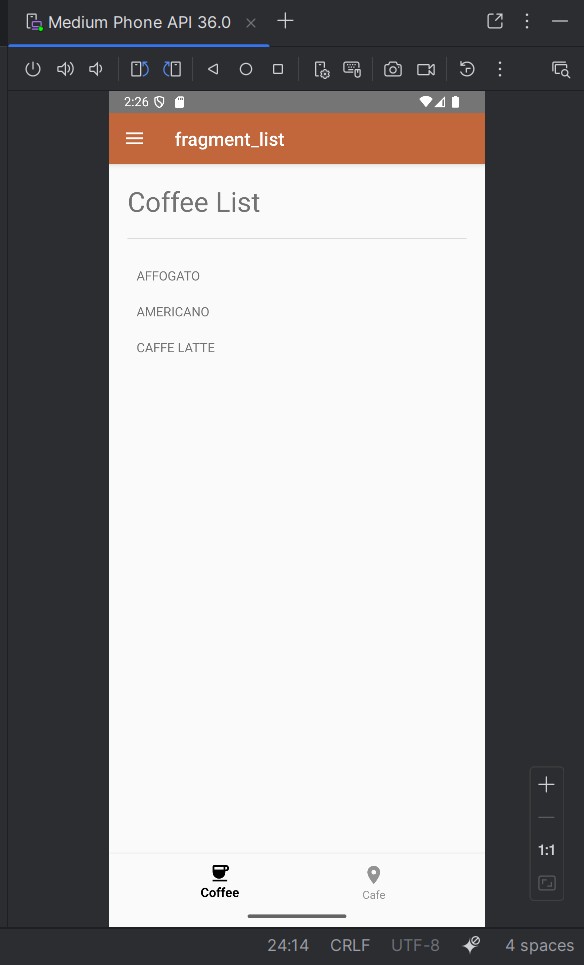 Medium Phone API 36.0
2:26
fragment_list
Coffee List
AFFOGATO
AMERICANO
CAFFE LATTE
1:1
Coffee
Cafe
24:14 CRLF UTF-8 4 spaces